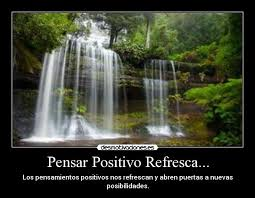 desmotivaciones.es
Pensar Positivo Refresca...
Los pensamientos positivos nos refrescan y abren puertas a nuevas
posibilidades.